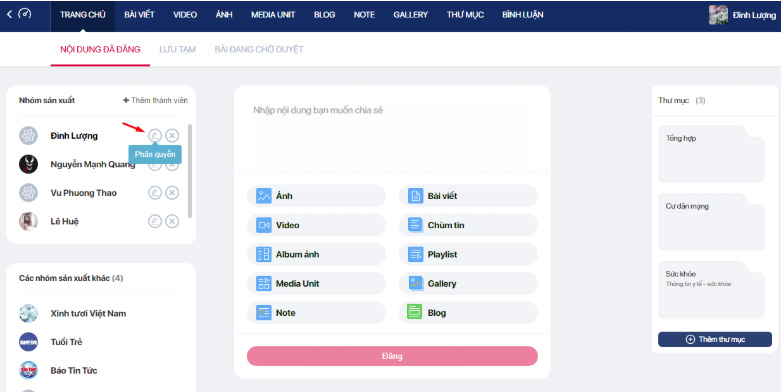 TRANG CHỦ BÀI VIẾT VIDEO ẢNH MEDIA UNIT BLOG NOTE GALLERY THƯ MỤC BÌNH LUẬN Đình Lượng
NỘI DUNG ĐÃ ĐĂNG LƯU TẠM BÀI ĐANG CHỜ DUYỆT
Nhóm sản xuất + Thêm thành viên
Đình Lượng
Phân quyền
Nguyễn Mạnh Quang
Vu Phuong Thao
Lê Huệ
Các nhóm sản xuất khác (4)
Xinh tươi Việt Nam
Tuổi Trẻ
Báo Tin Tức
Nhập nội dung bạn muốn chia sẻ
Ảnh Bài viết
Video Chùm tin
Album ảnh Playlist
Media Unit Gallery
Note Blog
Đăng
Thư mục (3)
Tổng hợp
Cư dân mạng
Sức khỏe
Thông tin y tế - sức khỏe
Thêm thư mục